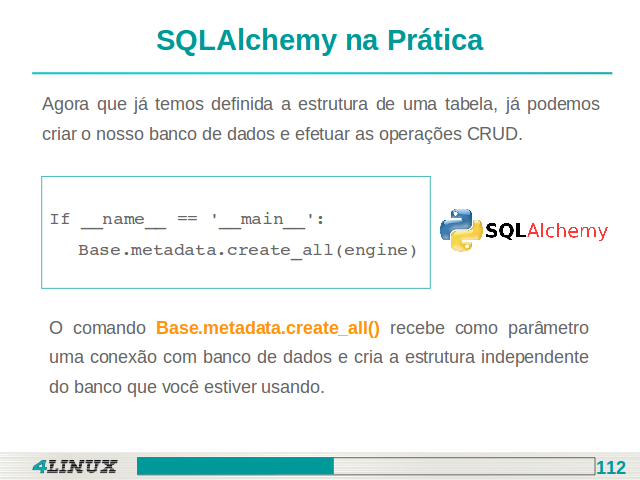 SQLAlchemy na Prática
Agora que já temos definida a estrutura de uma tabela, já podemos
criar o nosso banco de dados e efetuar as operações CRUD.
If __name__ == '__main__':
Base.metadata.create_all(engine)
SQLAlchemy
O comando Base.metadata.create_all() recebe como parâmetro
uma conexão com banco de dados e cria a estrutura independente
do banco que você estiver usando.
4LINUX
112